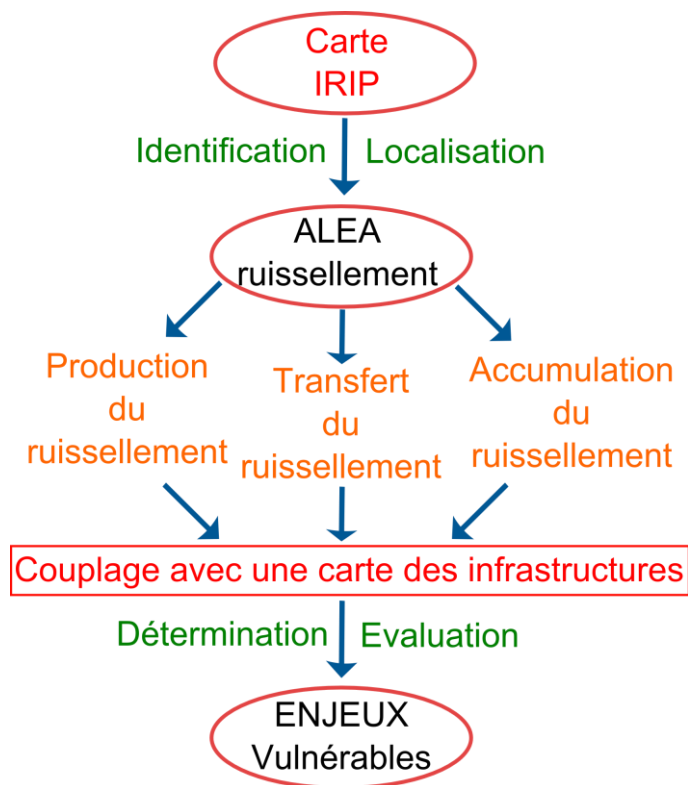 Carte
IRIP
Identification Localisation
ALEA
ruissellement
Production
du
ruissellement
Transfert
du
ruissellement
Accumulation
du
ruissellement
Couplage avec une carte des infrastructures
Détermination Evaluation
ENJEUX
Vulnérables